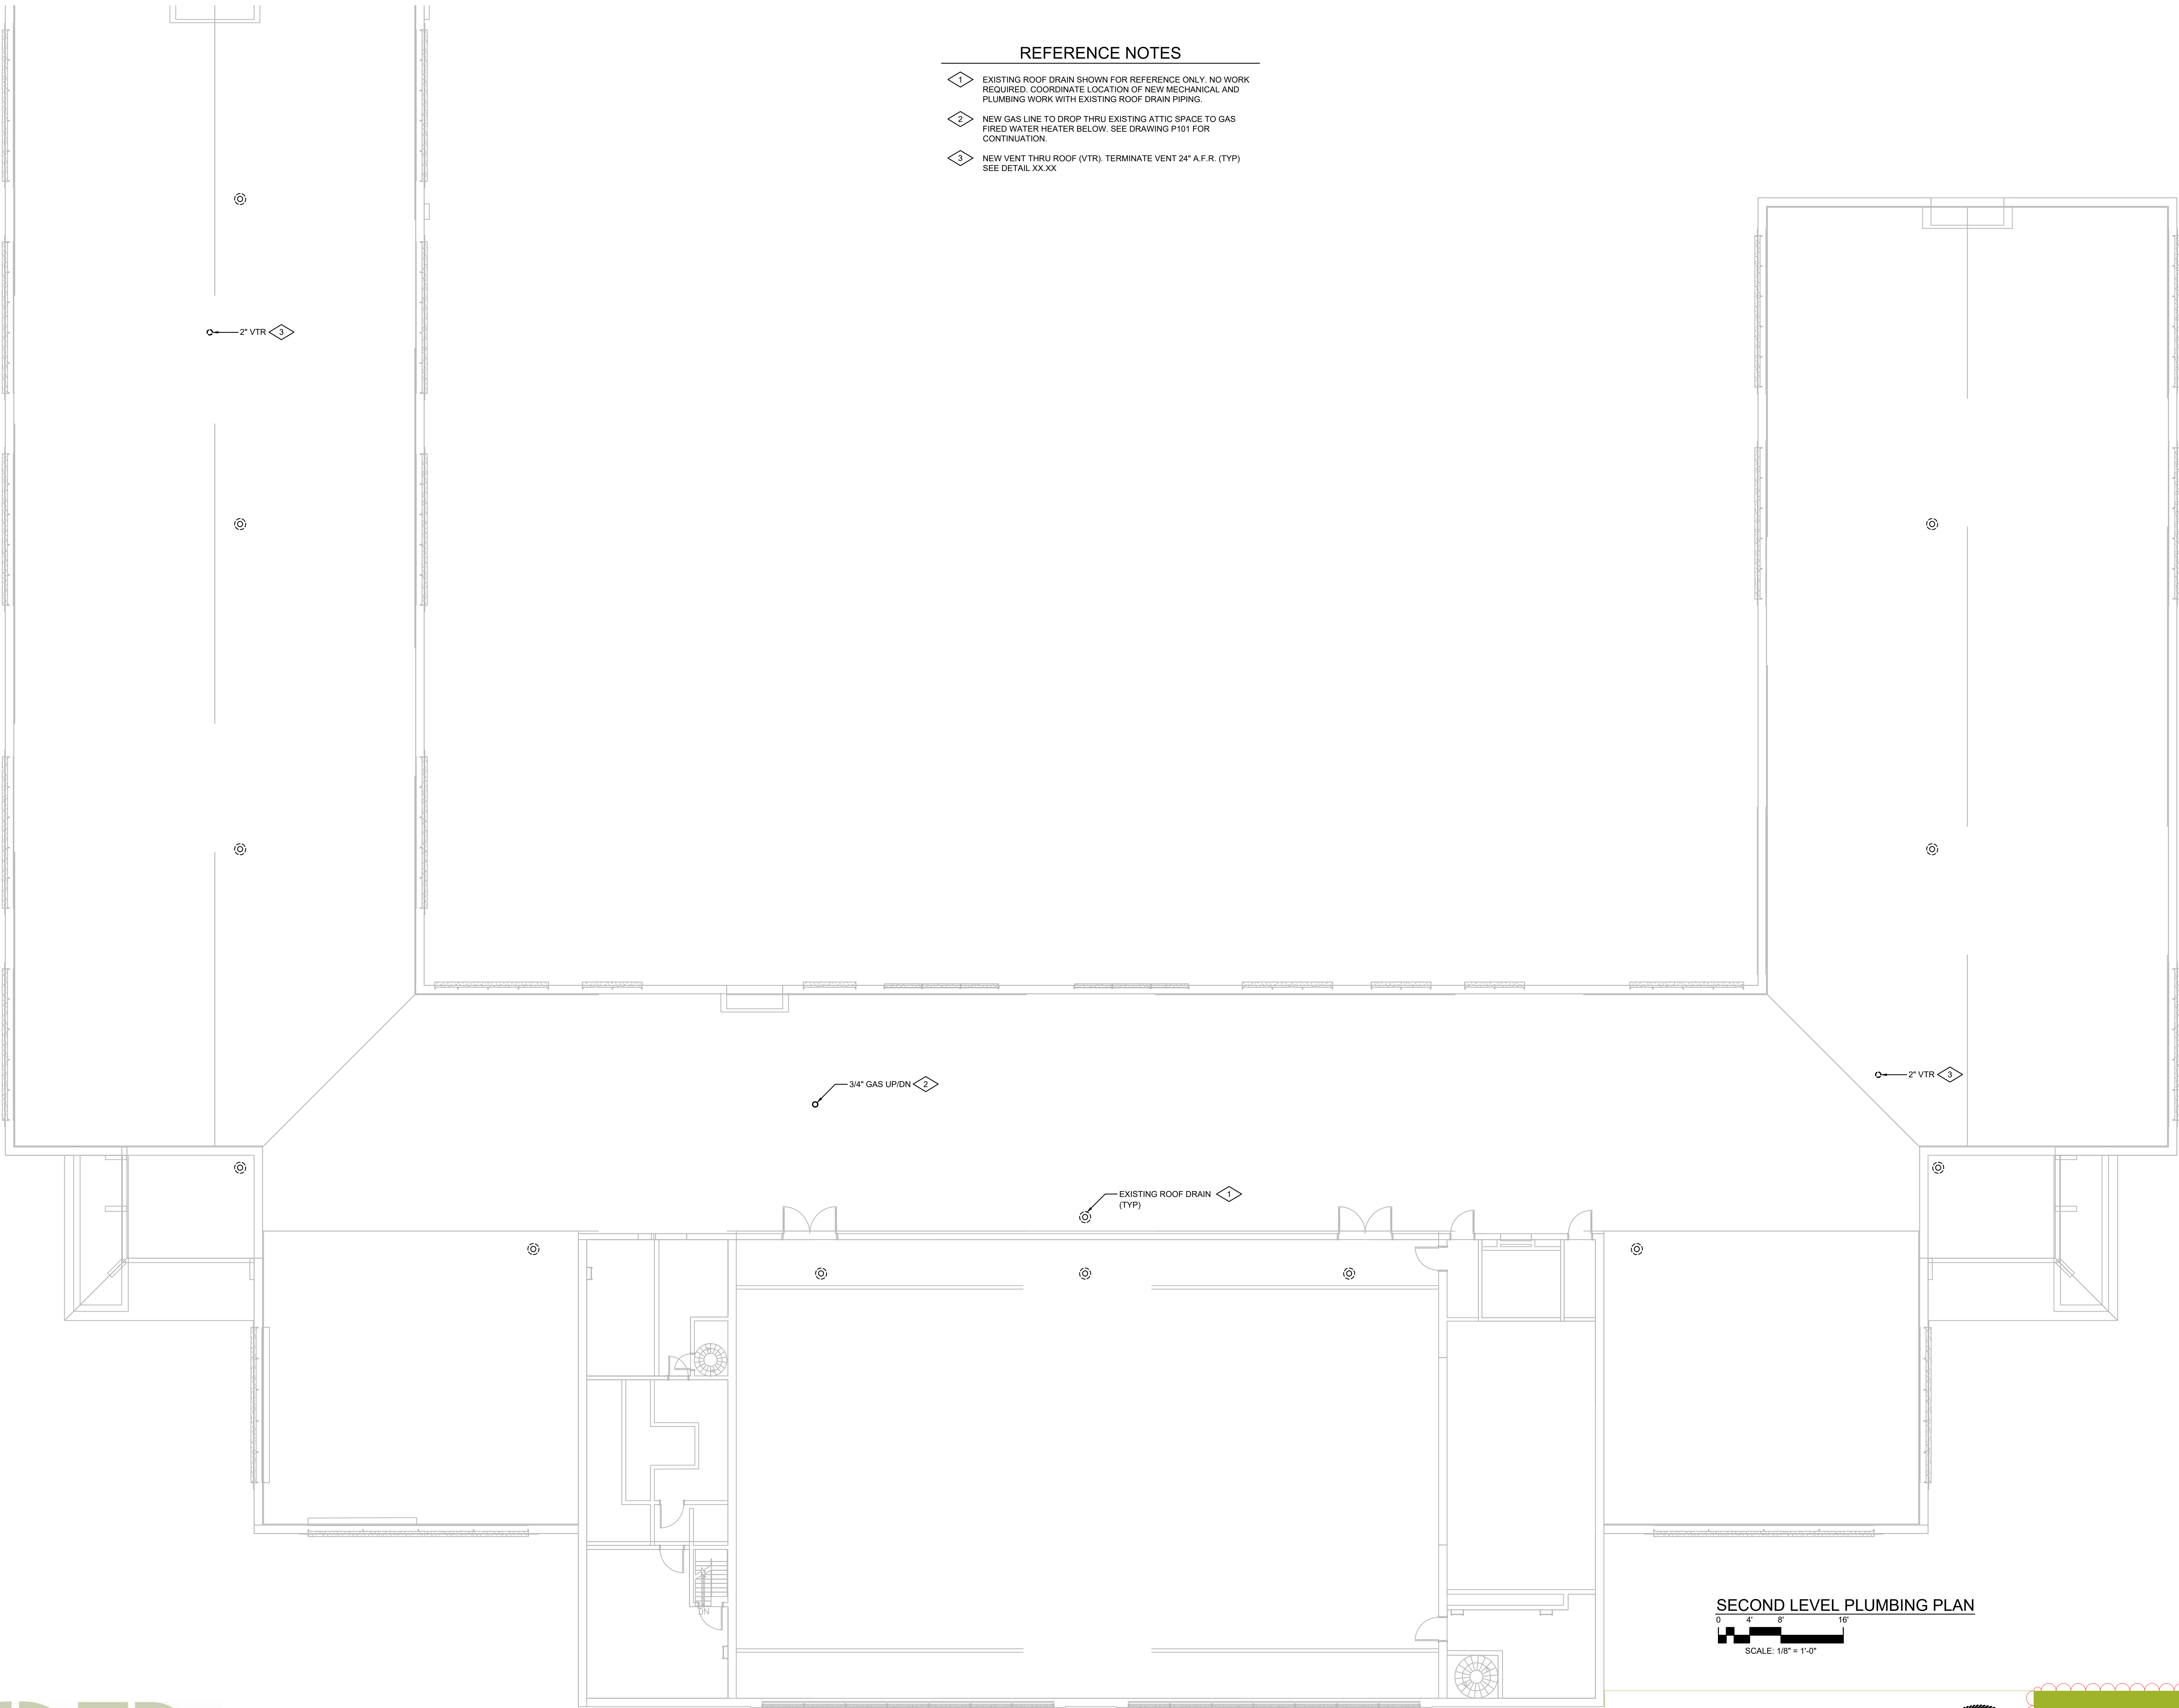 REFERENCE NOTES
1 EXISTING ROOF DRAIN SHOWN FOR REFERENCE ONLY. NO WORK
REQUIRED. COORDINATE LOCATION OF NEW MECHANICAL AND
PLUMBING WORK WITH EXISTING ROOF DRAIN PIPING.
2 NEW GAS LINE TO DROP THRU EXISTING ATTIC SPACE TO GAS
FIRED WATER HEATER BELOW. SEE DRAWING P101 FOR
CONTINUATION.
3 NEW VENT THRU ROOF (VTR). TERMINATE VENT 24" A.F.R. (TYP)
SEE DETAIL XX.XX
2" VTR 3
3/4" GAS UP/DN 2
2" VTR 3
EXISTING ROOF DRAIN 1
(TYP)
DN
SECOND LEVEL PLUMBING PLAN
0 4' 8' 16'
SCALE: 1/8" = 1'-0"